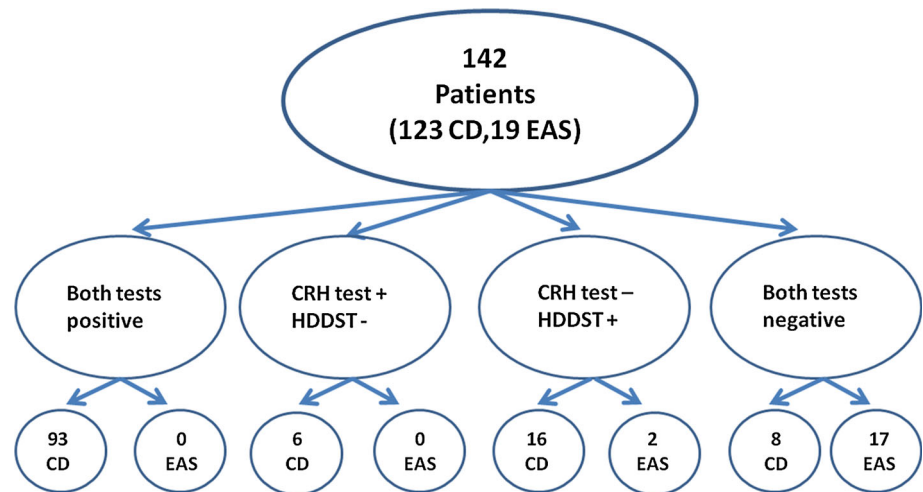 142
Patients
(123 CD,19 EAS)
Both tests
positive
CRH test +
HDDST -
CRH test –
HDDST +
Both tests
negative
93
CD
0
EAS
6
CD
0
EAS
16
CD
2
EAS
8
CD
17
EAS